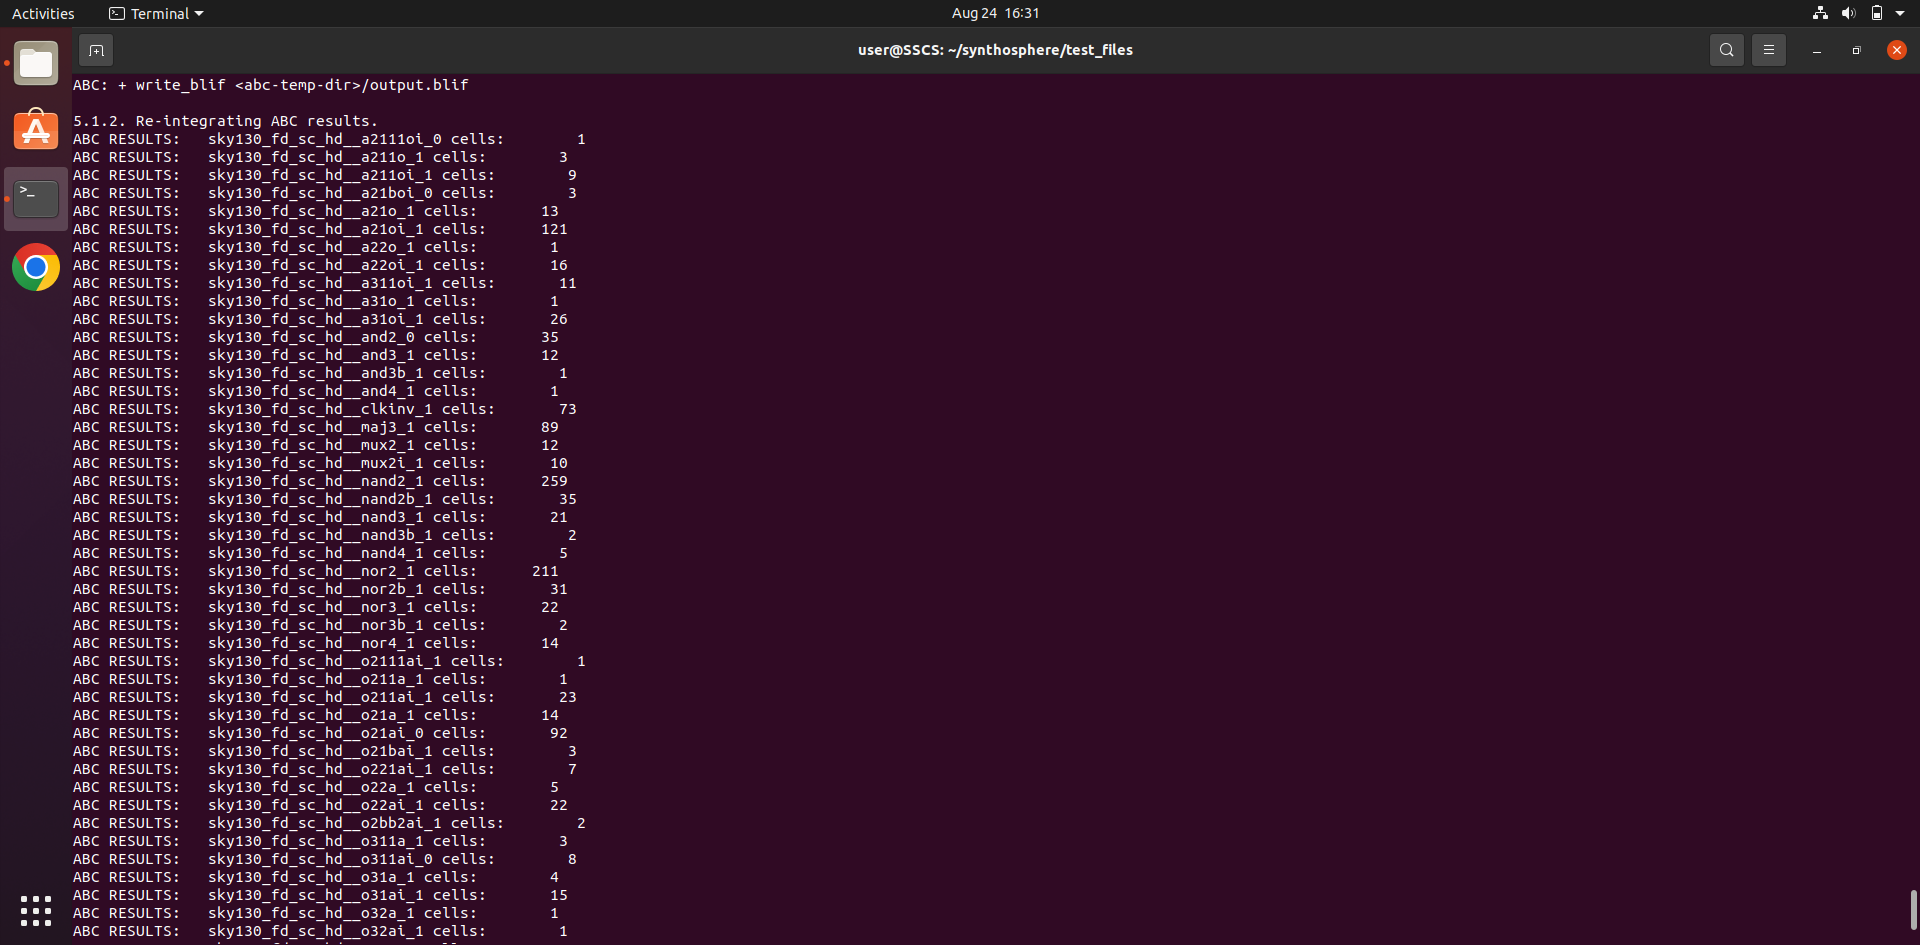 Activities
Terminal
Aug 24 16:31
user@SSCS: ~/synthosphere/test_files
ABC: + write_blif <abc-temp-dir>/output.blif
5.1.2. Re-integrating ABC results.
ABC RESULTS: sky130_fd_sc_hd__a2111oi_0 cells: 1
ABC RESULTS: sky130_fd_sc_hd__a211o_1 cells: 3
ABC RESULTS: sky130_fd_sc_hd__a211oi_1 cells: 9
ABC RESULTS: sky130_fd_sc_hd__a21boi_0 cells: 3
ABC RESULTS: sky130_fd_sc_hd__a21o_1 cells: 13
ABC RESULTS: sky130_fd_sc_hd__a21oi_1 cells: 121
ABC RESULTS: sky130_fd_sc_hd__a22o_1 cells: 1
ABC RESULTS: sky130_fd_sc_hd__a22oi_1 cells: 16
ABC RESULTS: sky130_fd_sc_hd__a311oi_1 cells: 11
ABC RESULTS: sky130_fd_sc_hd__a31o_1 cells: 1
ABC RESULTS: sky130_fd_sc_hd__a31oi_1 cells: 26
ABC RESULTS: sky130_fd_sc_hd__and2_0 cells: 35
ABC RESULTS: sky130_fd_sc_hd__and3_1 cells: 12
ABC RESULTS: sky130_fd_sc_hd__and3b_1 cells: 1
ABC RESULTS: sky130_fd_sc_hd__and4_1 cells: 1
ABC RESULTS: sky130_fd_sc_hd__clkinv_1 cells: 73
ABC RESULTS: sky130_fd_sc_hd__maj3_1 cells: 89
ABC RESULTS: sky130_fd_sc_hd__mux2_1 cells: 12
ABC RESULTS: sky130_fd_sc_hd__mux2i_1 cells: 10
ABC RESULTS: sky130_fd_sc_hd__nand2_1 cells: 259
ABC RESULTS: sky130_fd_sc_hd__nand2b_1 cells: 35
ABC RESULTS: sky130_fd_sc_hd__nand3_1 cells: 21
ABC RESULTS: sky130_fd_sc_hd__nand3b_1 cells: 2
ABC RESULTS: sky130_fd_sc_hd__nand4_1 cells: 5
ABC RESULTS: sky130_fd_sc_hd__nor2_1 cells: 211
ABC RESULTS: sky130_fd_sc_hd__nor2b_1 cells: 31
ABC RESULTS: sky130_fd_sc_hd__nor3_1 cells: 22
ABC RESULTS: sky130_fd_sc_hd__nor3b_1 cells: 2
ABC RESULTS: sky130_fd_sc_hd__nor4_1 cells: 14
ABC RESULTS: sky130_fd_sc_hd__o2111ai_1 cells: 1
ABC RESULTS: sky130_fd_sc_hd__o211a_1 cells: 1
ABC RESULTS: sky130_fd_sc_hd__o211ai_1 cells: 23
ABC RESULTS: sky130_fd_sc_hd__o21a_1 cells: 14
ABC RESULTS: sky130_fd_sc_hd__o21ai_0 cells: 92
ABC RESULTS: sky130_fd_sc_hd__o21bai_1 cells: 3
ABC RESULTS: sky130_fd_sc_hd__o221ai_1 cells: 7
ABC RESULTS: sky130_fd_sc_hd__o22a_1 cells: 5
ABC RESULTS: sky130_fd_sc_hd__o22ai_1 cells: 22
ABC RESULTS: sky130_fd_sc_hd__o2bb2ai_1 cells: 2
ABC RESULTS: sky130_fd_sc_hd__o311a_1 cells: 3
ABC RESULTS: sky130_fd_sc_hd__o311ai_0 cells: 8
ABC RESULTS: sky130_fd_sc_hd__o31a_1 cells: 4
ABC RESULTS: sky130_fd_sc_hd__o31ai_1 cells: 15
ABC RESULTS: sky130_fd_sc_hd__o32a_1 cells: 1
ABC RESULTS: sky130_fd_sc_hd__o32ai_1 cells: 1